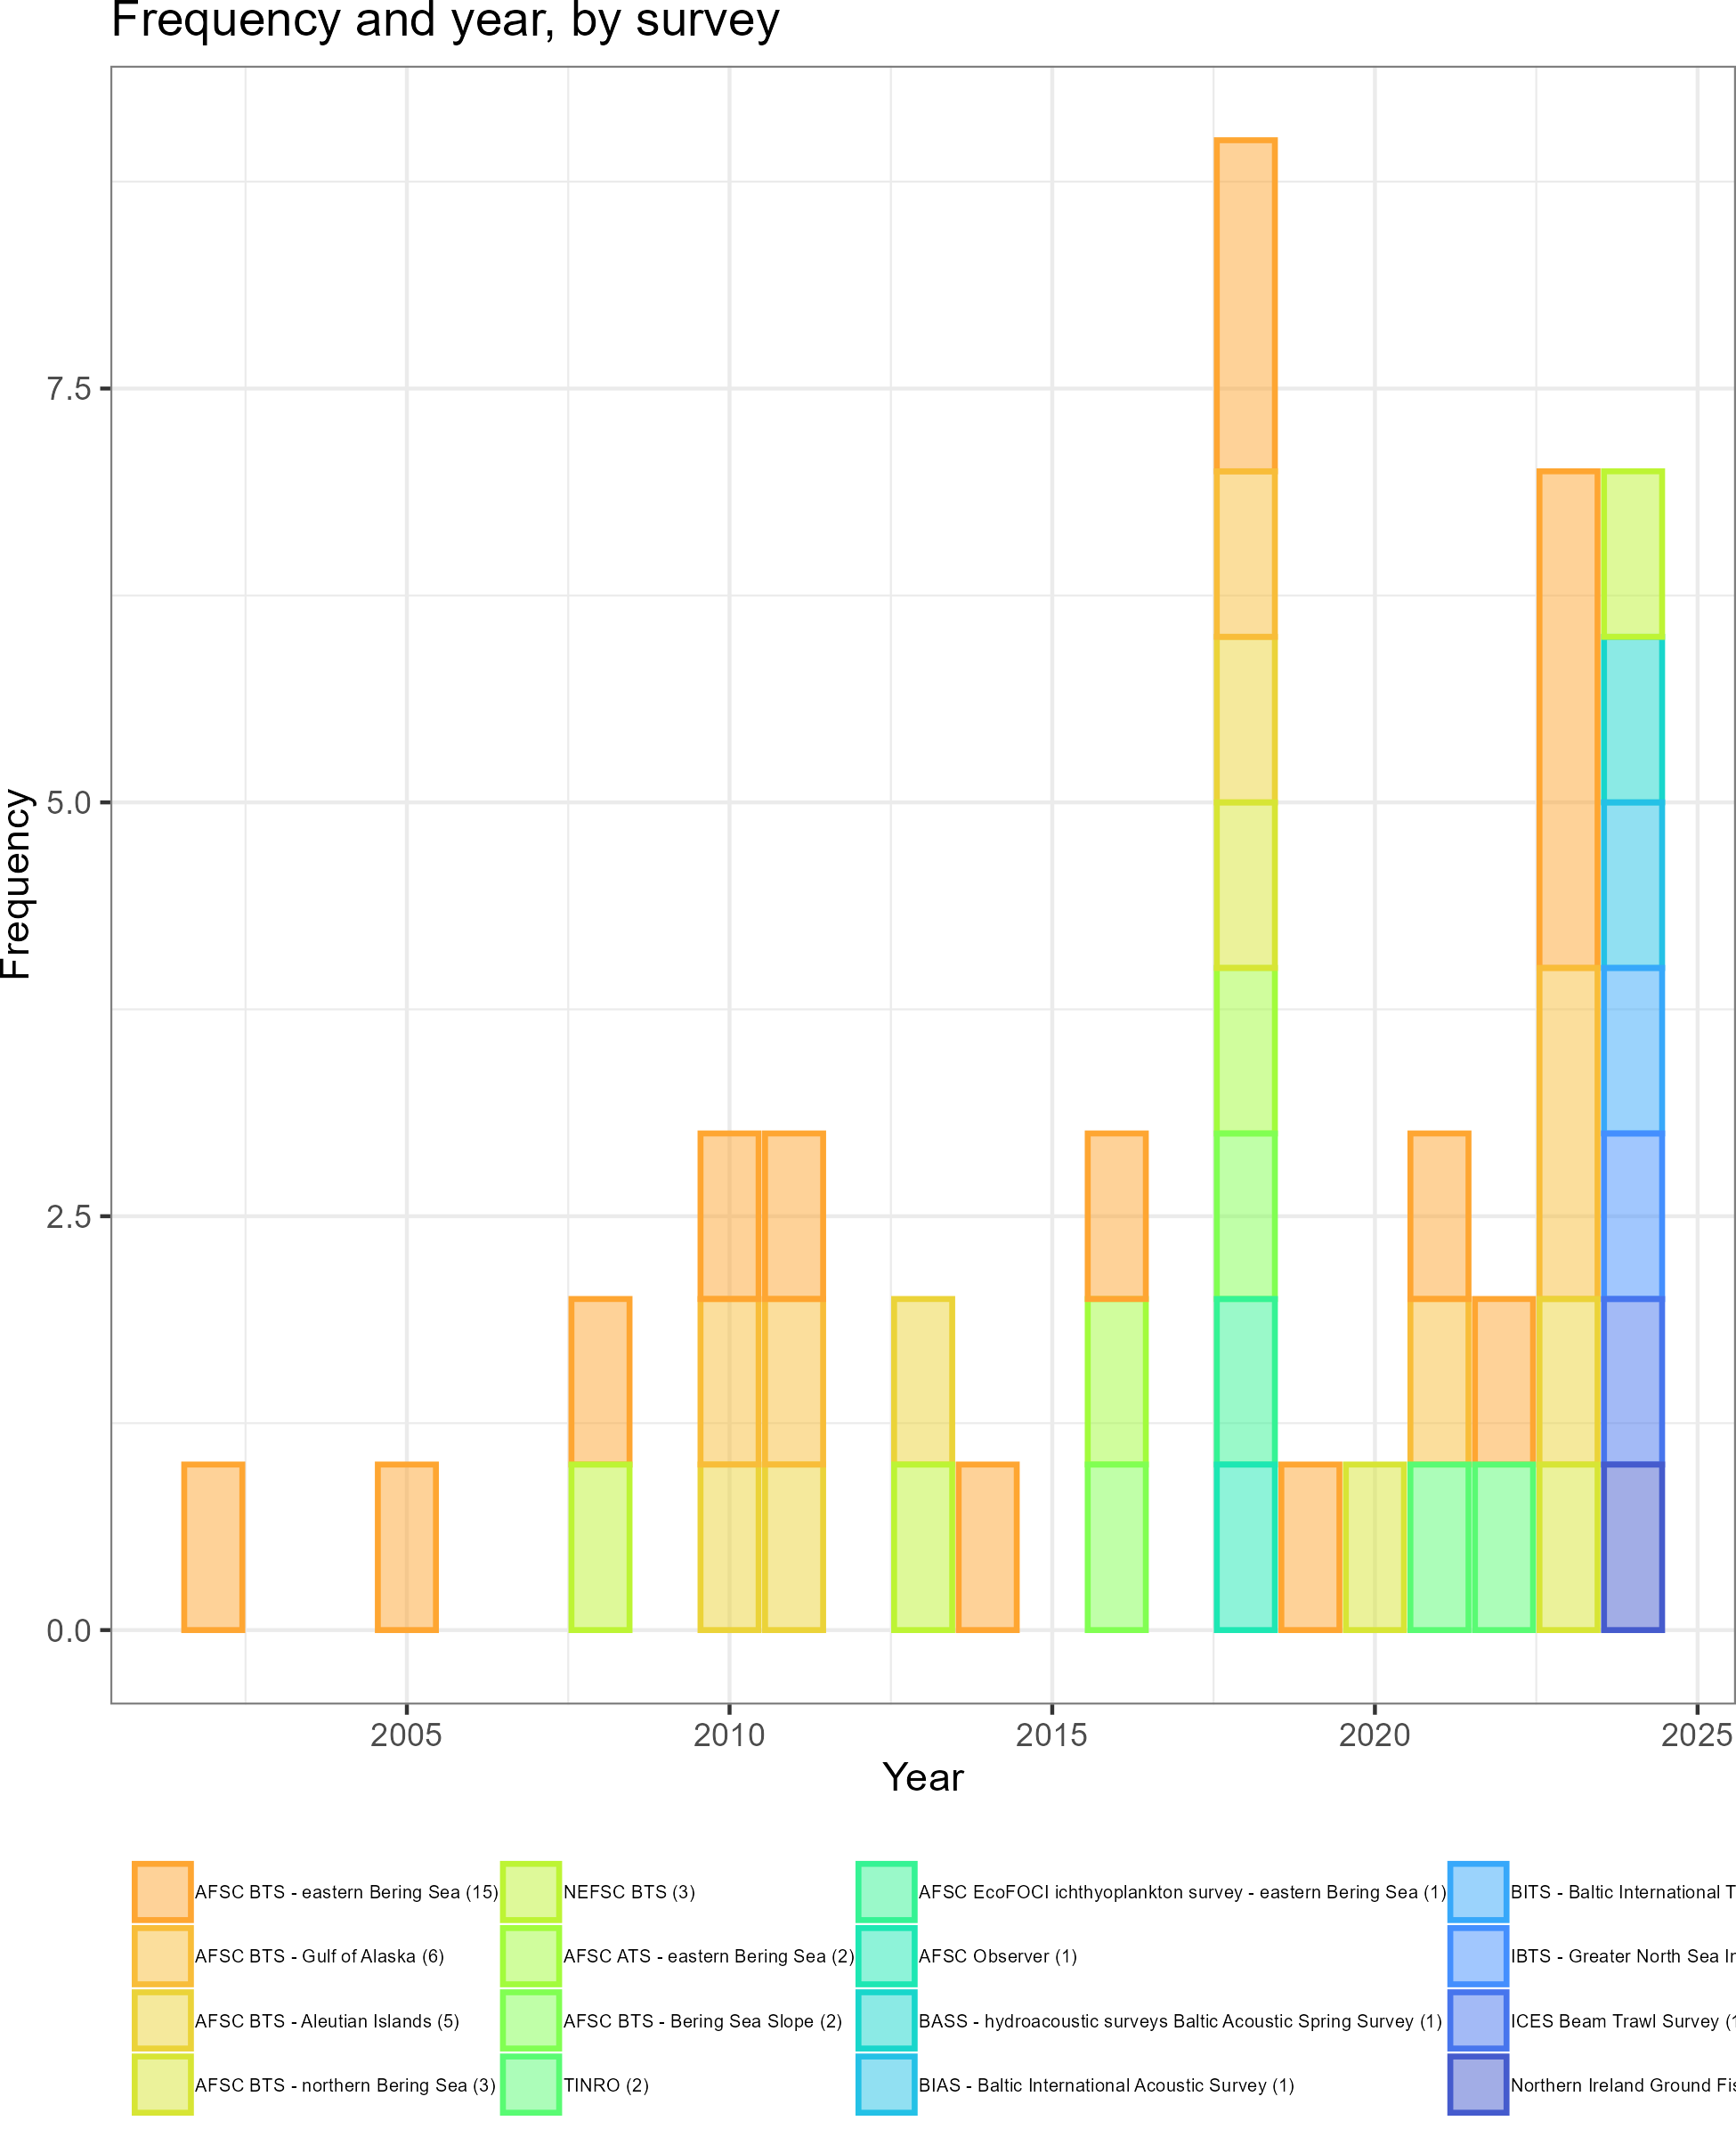 Frequency and year, by survey
7.5
5.0
2.5
0.0
Frequency
2005 2010 2015 2020 2025
Year
AFSC BTS - eastern Bering Sea (15)
AFSC BTS - Gulf of Alaska (6)
AFSC BTS - Aleutian Islands (5)
AFSC BTS - northern Bering Sea (3)
NEFSC BTS (3)
AFSC ATS - eastern Bering Sea (2)
AFSC BTS - Bering Sea Slope (2)
TINRO (2)
AFSC EcoFOCI ichthyoplankton survey - eastern Bering Sea (1)
AFSC Observer (1)
BASS - hydroacoustic surveys Baltic Acoustic Spring Survey (1)
BIAS - Baltic International Acoustic Survey (1)
BITS - Baltic International
IBTS - Greater North Sea
ICES Beam Trawl Survey
Northern Ireland Ground